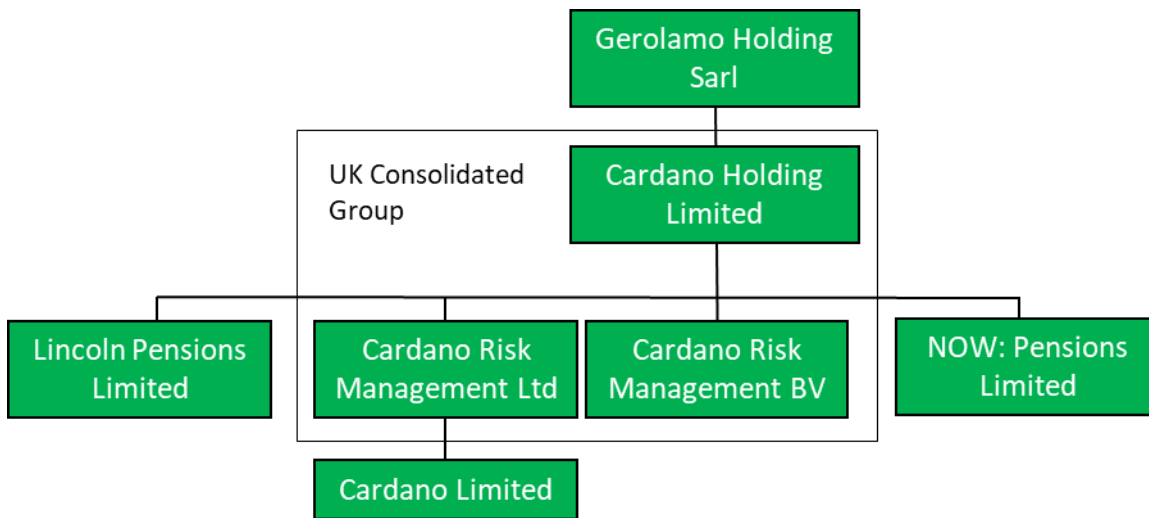 Gerolamo Holding
Sarl
UK Consolidated
Group
Cardano Holding
Limited
Lincoln Pensions
Limited
Cardano Risk
Management Ltd
Cardano Risk
Management BV
NOW: Pensions
Limited
Cardano Limited